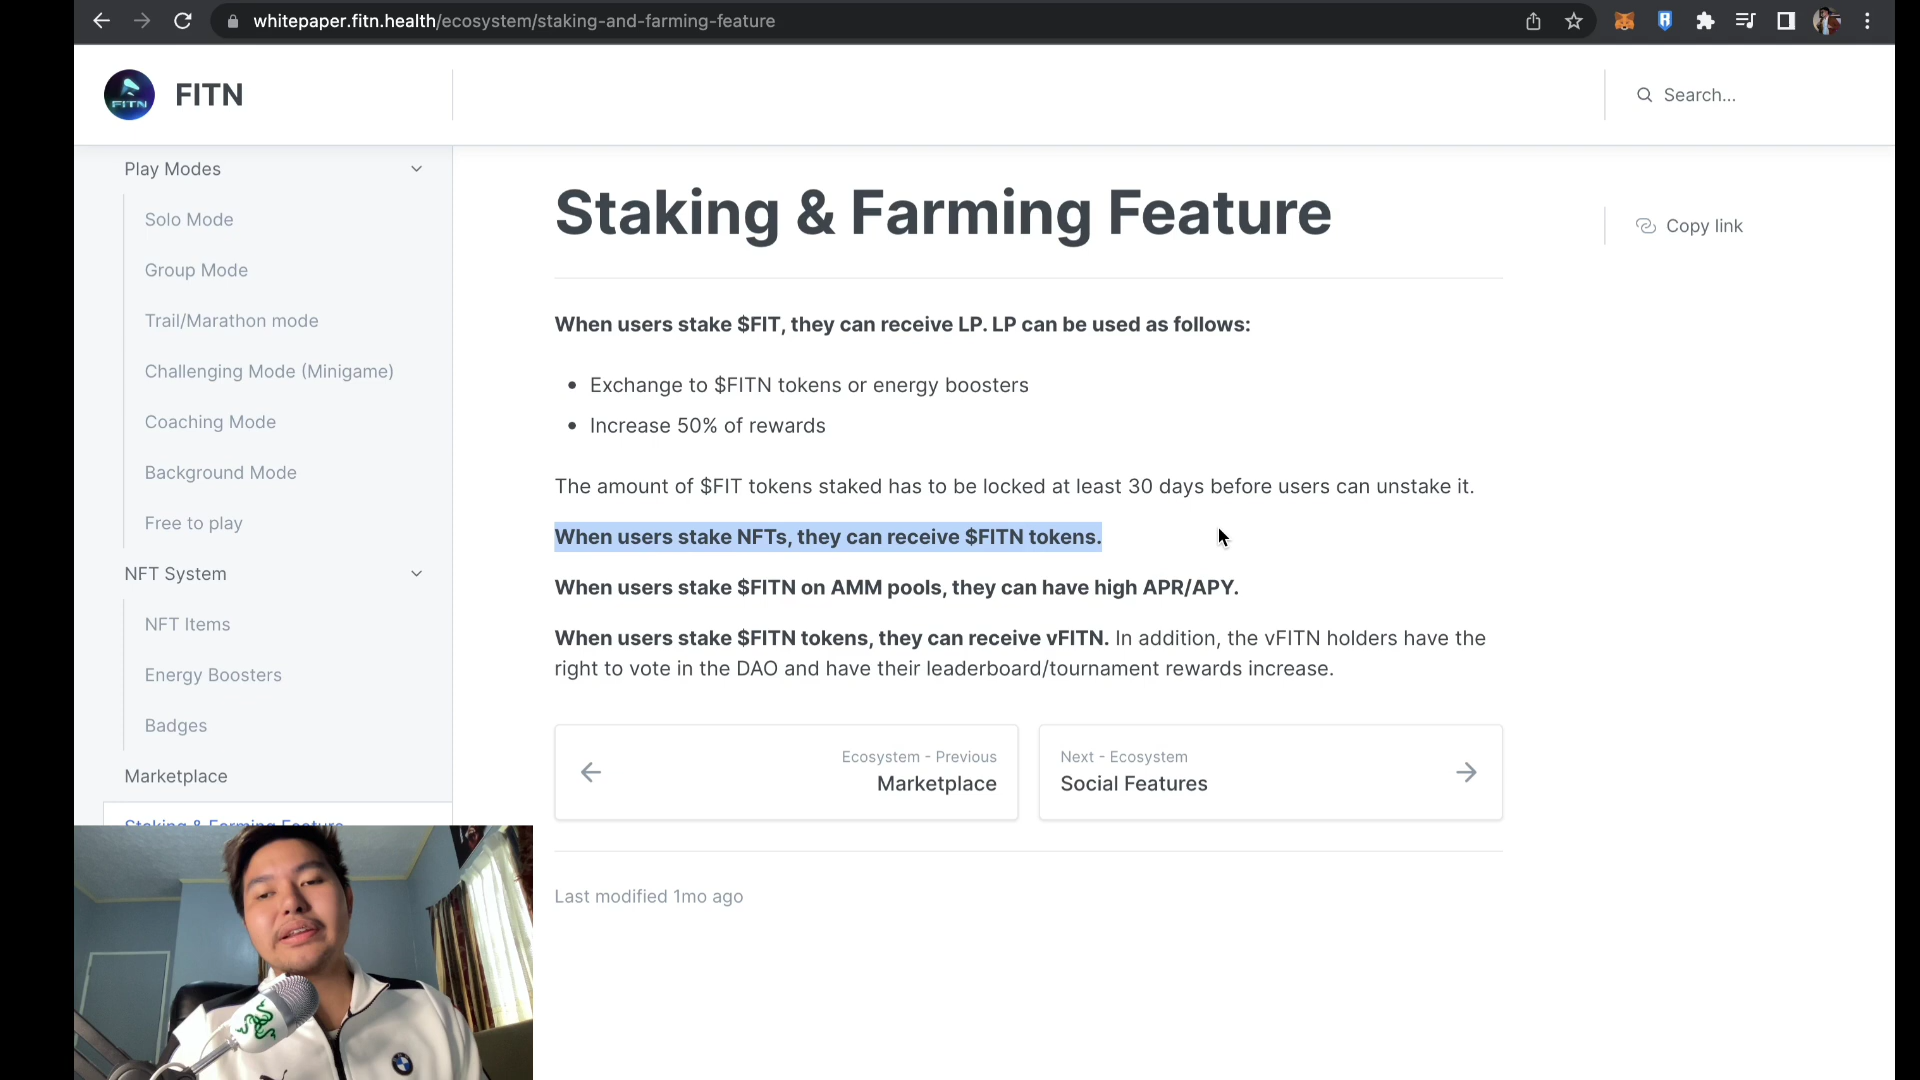 whitepaper.fitn.health/ecosystem/staking-and-farming-feature
FITN
FITN
Search...
Play Modes
Solo Mode
Group Mode
Trail/Marathon mode
Challenging Mode (Minigame)
Coaching Mode
Background Mode
Free to play
NFT System
NFT Items
Energy Boosters
Badges
Marketplace
Staking & Farming Feature
Staking & Farming Feature
Copy link
When users stake $FIT, they can receive LP. LP can be used as follows:
• Exchange to $FITN tokens or energy boosters
• Increase 50% of rewards
The amount of $FIT tokens staked has to be locked at least 30 days before users can unstake it.
When users stake NFTs, they can receive $FITN tokens.
When users stake $FITN on AMM pools, they can have high APR/APY.
When users stake $FITN tokens, they can receive vFITN. In addition, the vFITN holders have the
right to vote in the DAO and have their leaderboard/tournament rewards increase.
Ecosystem - Previous
Marketplace
Next - Ecosystem
Social Features
Last modified 1mo ago